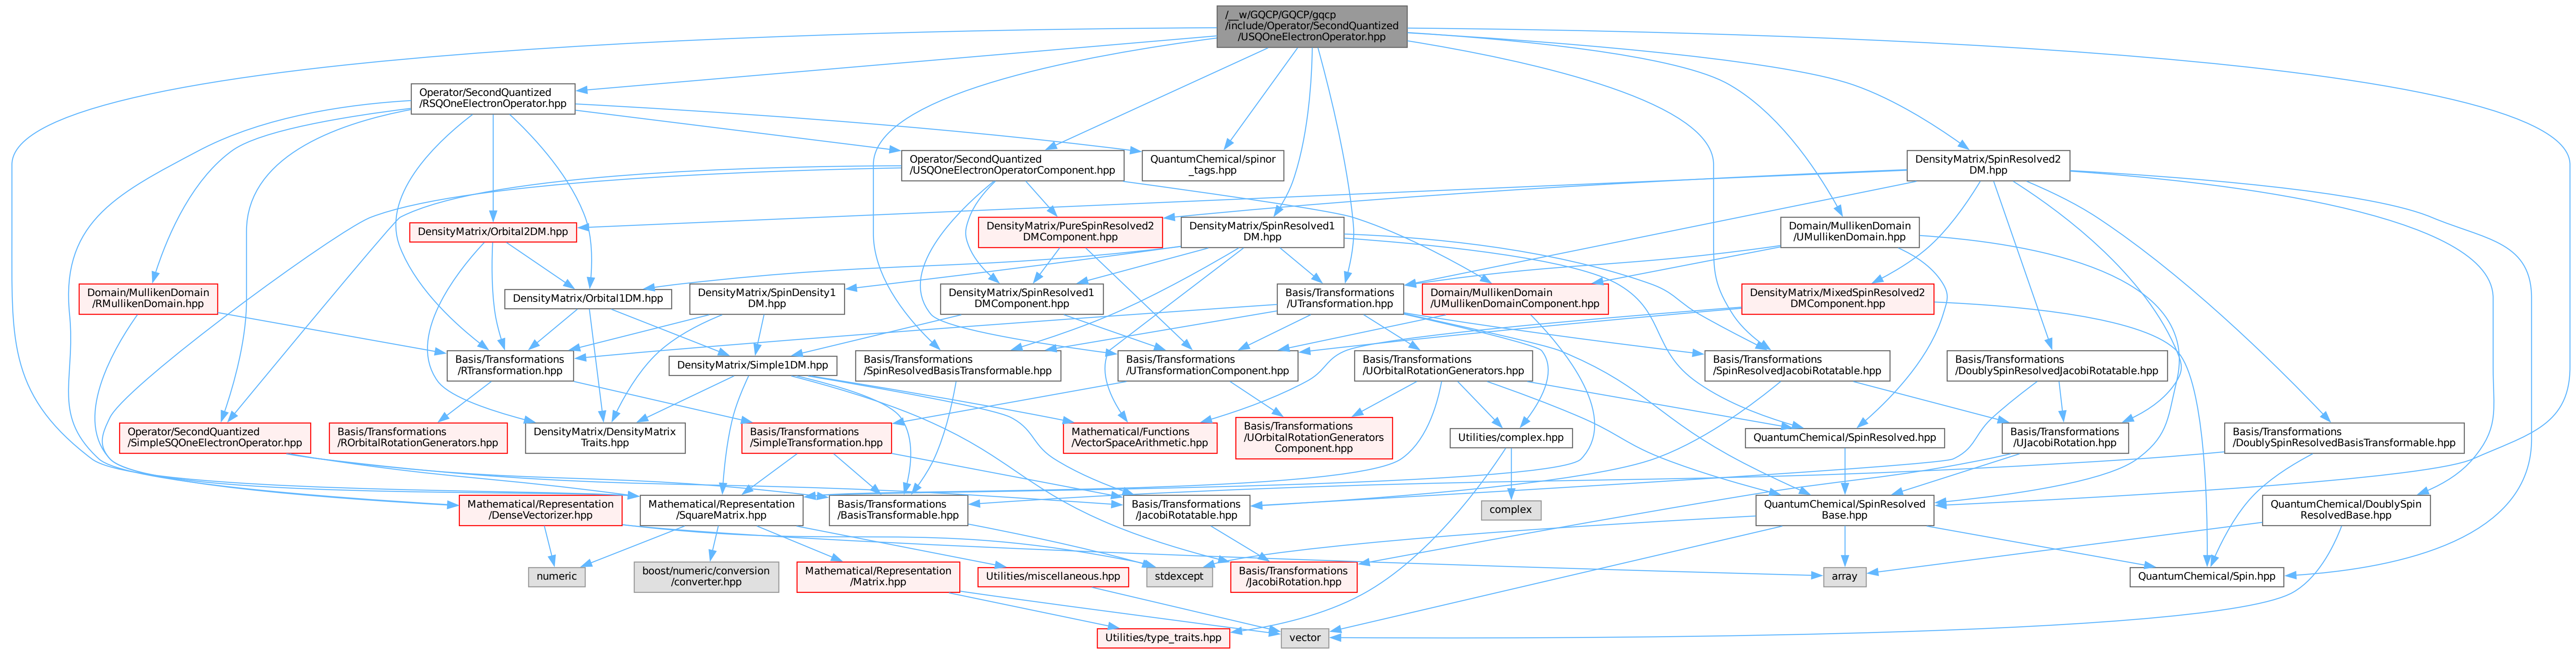 /__w/GQCP/GQCP/gqcp
/include/Operator/SecondQuantized
/USQOneElectronOperator.hpp
Operator/SecondQuantized
/RSQOneElectronOperator.hpp
Operator/SecondQuantized
/USQOneElectronOperatorComponent.hpp
QuantumChemical/spinor
_tags.hpp
DensityMatrix/SpinResolved2
DM.hpp
DensityMatrix/Orbital2DM.hpp
DensityMatrix/PureSpinResolved2
DMComponent.hpp
DensityMatrix/SpinResolved1
DM.hpp
Domain/MullikenDomain
/UMullikenDomain.hpp
Domain/MullikenDomain
/RMullikenDomain.hpp
DensityMatrix/Orbital1DM.hpp
DensityMatrix/SpinDensity1
DM.hpp
DensityMatrix/SpinResolved1
DMComponent.hpp
Basis/Transformations
/UTransformation.hpp
Domain/MullikenDomain
/UMullikenDomainComponent.hpp
DensityMatrix/MixedSpinResolved2
DMComponent.hpp
Basis/Transformations
/RTransformation.hpp
DensityMatrix/Simple1DM.hpp
Basis/Transformations
/SpinResolvedBasisTransformable.hpp
Basis/Transformations
/UTransformationComponent.hpp
Basis/Transformations
/UOrbitalRotationGenerators.hpp
Basis/Transformations
/SpinResolvedJacobiRotatable.hpp
Basis/Transformations
/DoublySpinResolvedJacobiRotatable.hpp
Operator/SecondQuantized
/SimpleSQOneElectronOperator.hpp
Basis/Transformations
/ROrbitalRotationGenerators.hpp
DensityMatrix/DensityMatrix
Traits.hpp
Basis/Transformations
/SimpleTransformation.hpp
Mathematical/Functions
/VectorSpaceArithmetic.hpp
Basis/Transformations
/UOrbitalRotationGenerators
Component.hpp
Utilities/complex.hpp
QuantumChemical/SpinResolved.hpp
Basis/Transformations
/UJacobiRotation.hpp
Basis/Transformations
/DoublySpinResolvedBasisTransformable.hpp
Mathematical/Representation
/DenseVectorizer.hpp
Mathematical/Representation
/SquareMatrix.hpp
Basis/Transformations
/BasisTransformable.hpp
Basis/Transformations
/JacobiRotatable.hpp
complex
QuantumChemical/SpinResolved
Base.hpp
QuantumChemical/DoublySpin
ResolvedBase.hpp
numeric
boost/numeric/conversion
/converter.hpp
Mathematical/Representation
/Matrix.hpp
Utilities/miscellaneous.hpp
stdexcept
Basis/Transformations
/JacobiRotation.hpp
array
QuantumChemical/Spin.hpp
Utilities/type_traits.hpp
vector